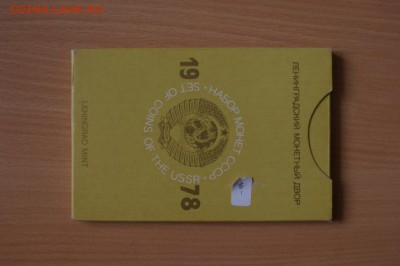 ЛЕНИНГРАДСКИЙ МОНЕТНЫЙ ДВОР
19
НАБОР МОНЕТ СССР · SET OF COINS OF THE USSR ·
78
LENINGRAD MINT